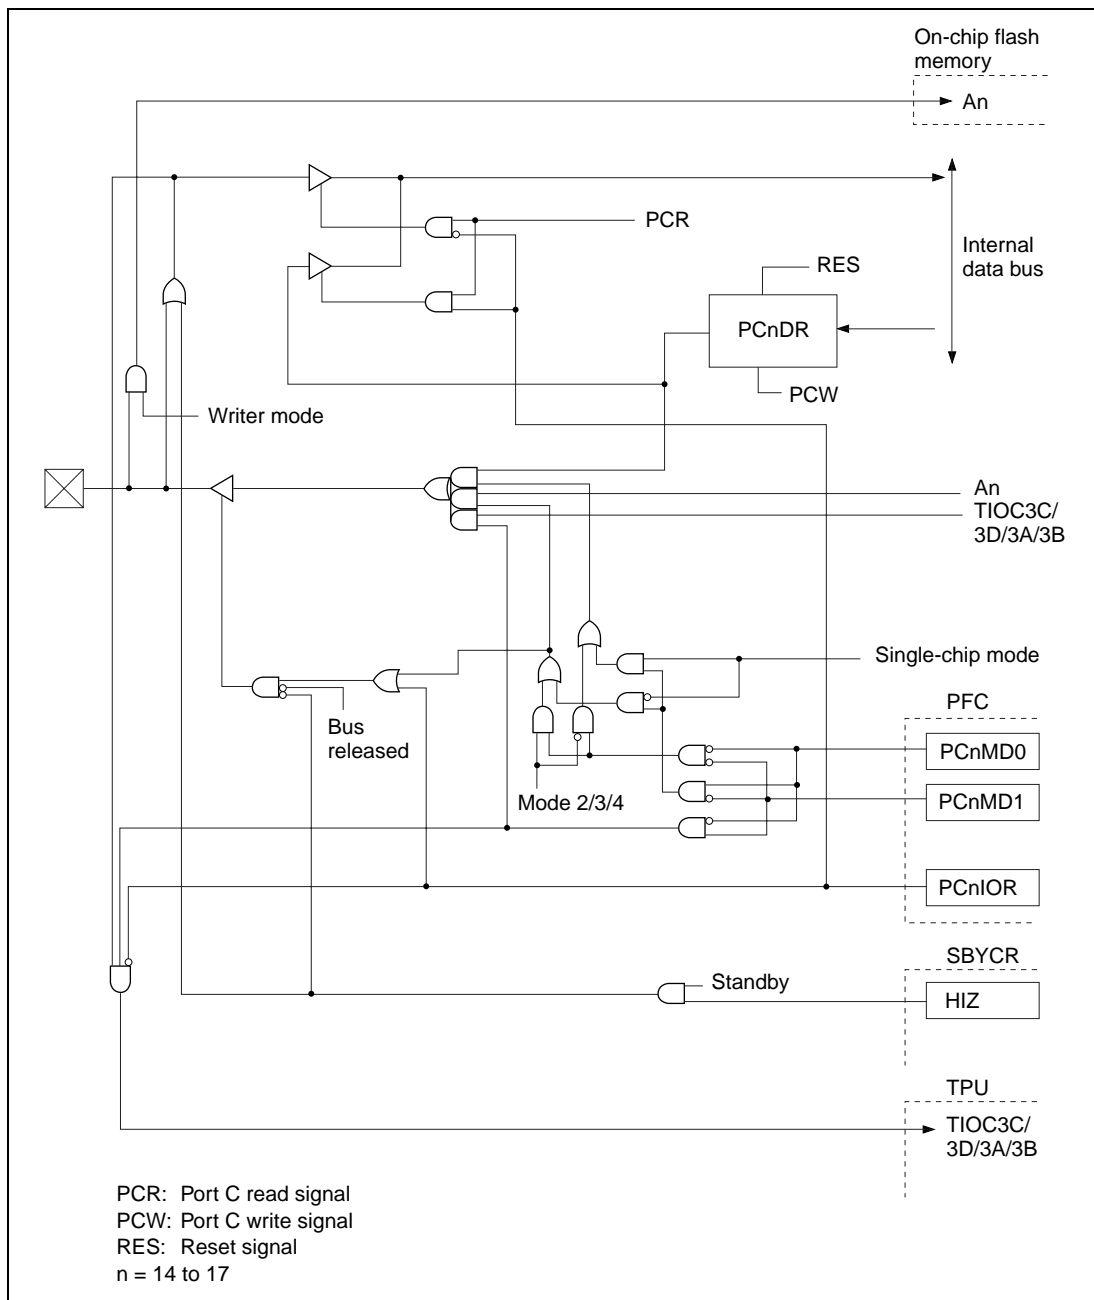 On-chip flash
memory
An
PCR
RES
Internal
data bus
PCnDR
PCW
Writer mode
An
TIOC3C/
3D/3A/3B
Single-chip mode
PFC
Bus
released
PCnMD0
Mode 2/3/4
PCnMD1
PCnIOR
SBYCR
Standby
HIZ
TPU
TIOC3C/
3D/3A/3B
PCR: Port C read signal
PCW: Port C write signal
RES: Reset signal
n = 14 to 17